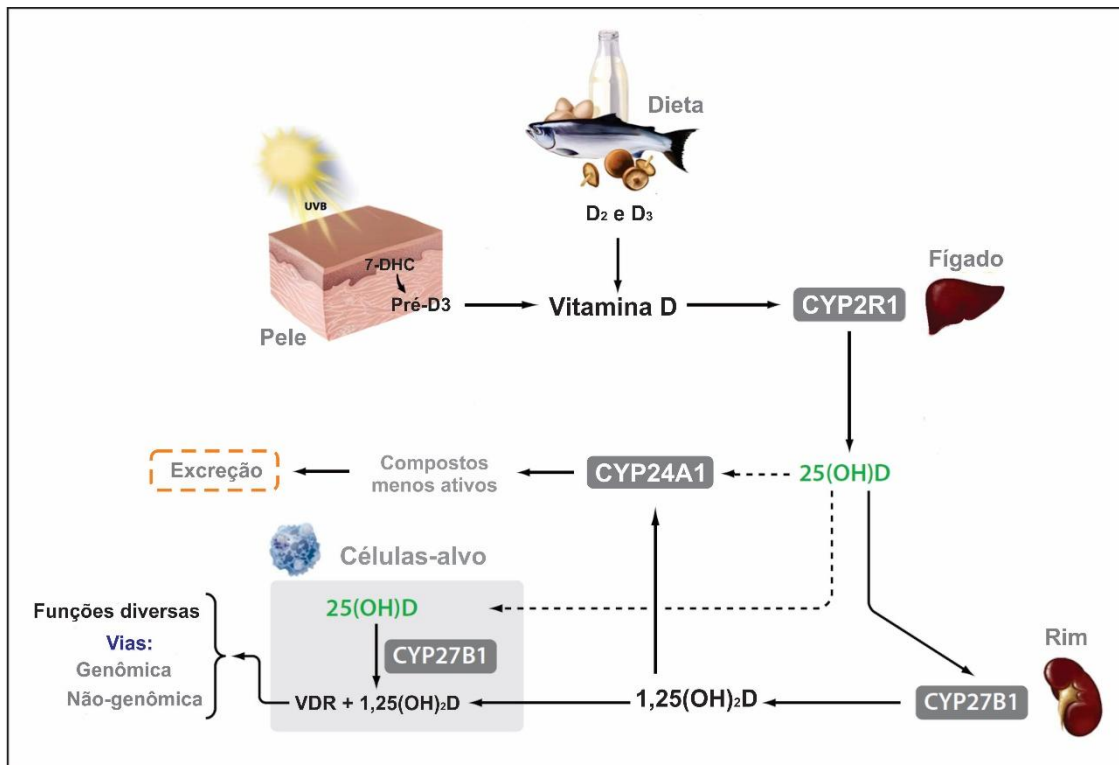 Dieta
UVB
D₂ e D₃
7-DHC
Pré-D3
Pele
Vitamina D
CYP2R1
Fígado
Excreção
Compostos
menos ativos
CYP24A1
25(OH)D
Células-alvo
25(OH)D
CYP27B1
VDR + 1,25(OH)₂D
Funções diversas
Vias:
Genômica
Não-genômica
1,25(OH)₂D
CYP27B1
Rim